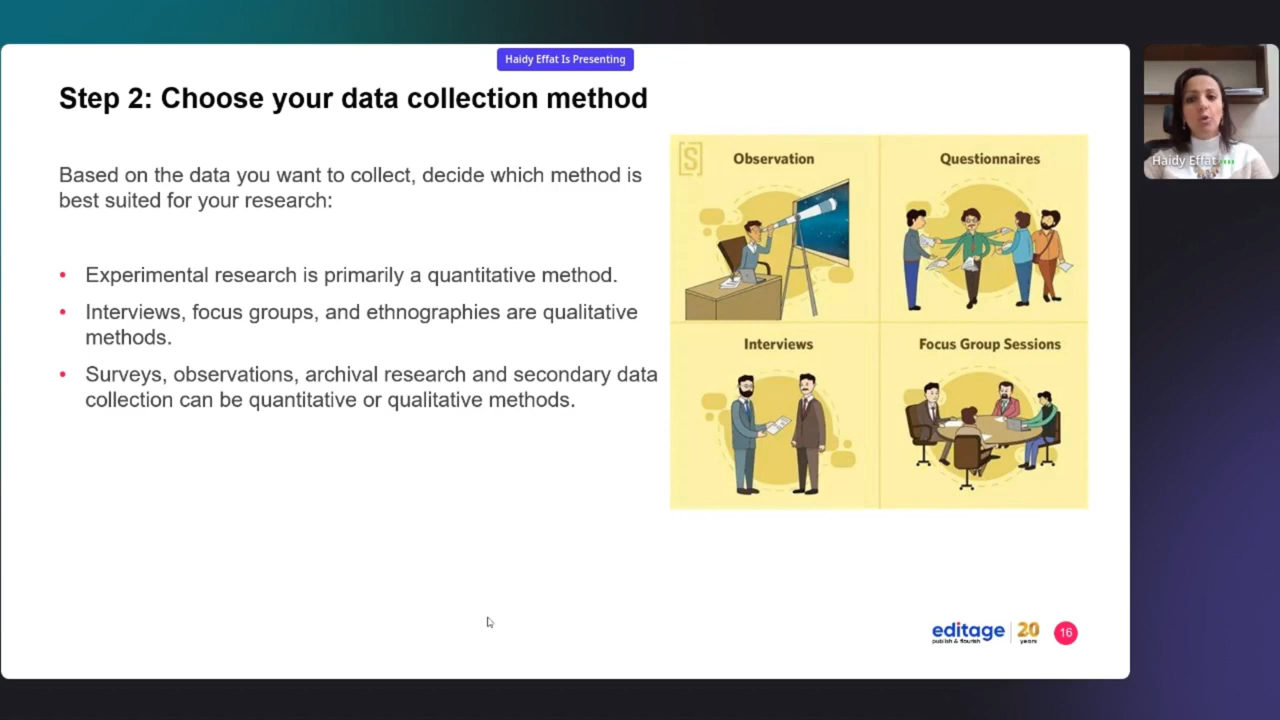 Haidy Effat Is Presenting
Step 2: Choose your data collection method
Based on the data you want to collect, decide which method is
best suited for your research:
• Experimental research is primarily a quantitative method.
• Interviews, focus groups, and ethnographies are qualitative
methods.
• Surveys, observations, archival research and secondary data
collection can be quantitative or qualitative methods.
[S]
Observation
Questionnaires
Interviews
Focus Group Sessions
Haidy Effat
editage
publish & flourish
20
years
16